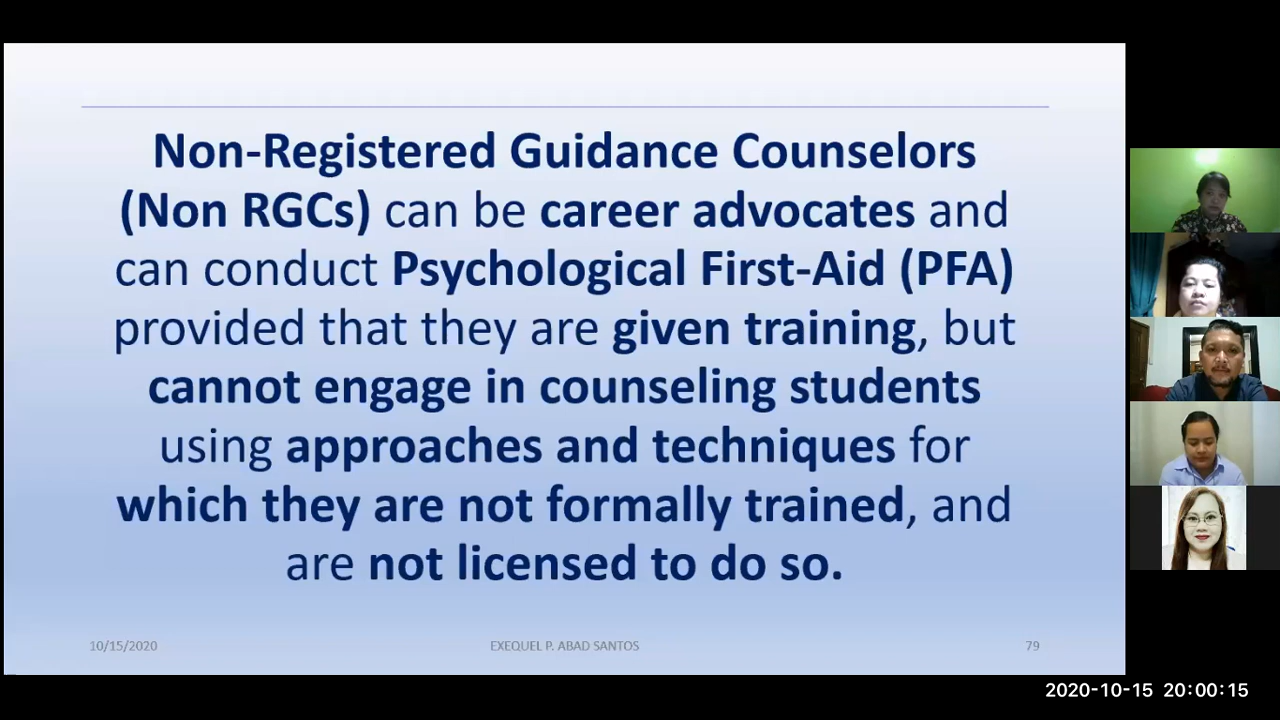 Non-Registered Guidance Counselors
(Non RGCs) can be career advocates and
can conduct Psychological First-Aid (PFA)
provided that they are given training, but
cannot engage in counseling students
using approaches and techniques for
which they are not formally trained, and
are not licensed to do so.
10/15/2020 EXEQUEL P. ABAD SANTOS 79
2020-10-15 20:00:15